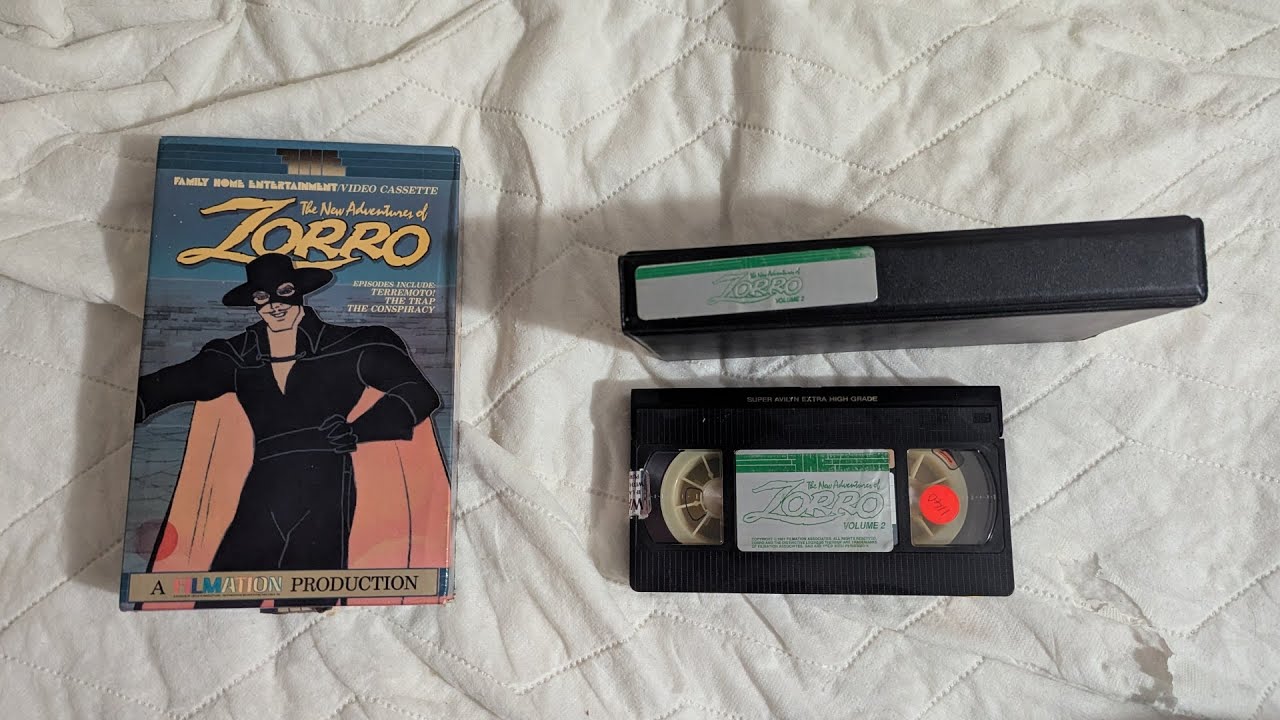 FAMILY HOME ENTERTAINMENT/VIDEO CASSETTE
The New Adventures of
ZORRO
EPISODES INCLUDE:
TERREMOTO!
THE TRAP
THE CONSPIRACY
A FILMATION PRODUCTION
The New Adventures of
ZORRO
VOLUME 2
SUPER AVILYN EXTRA HIGH GRADE
The New Adventures of
ZORRO
VOLUME 2